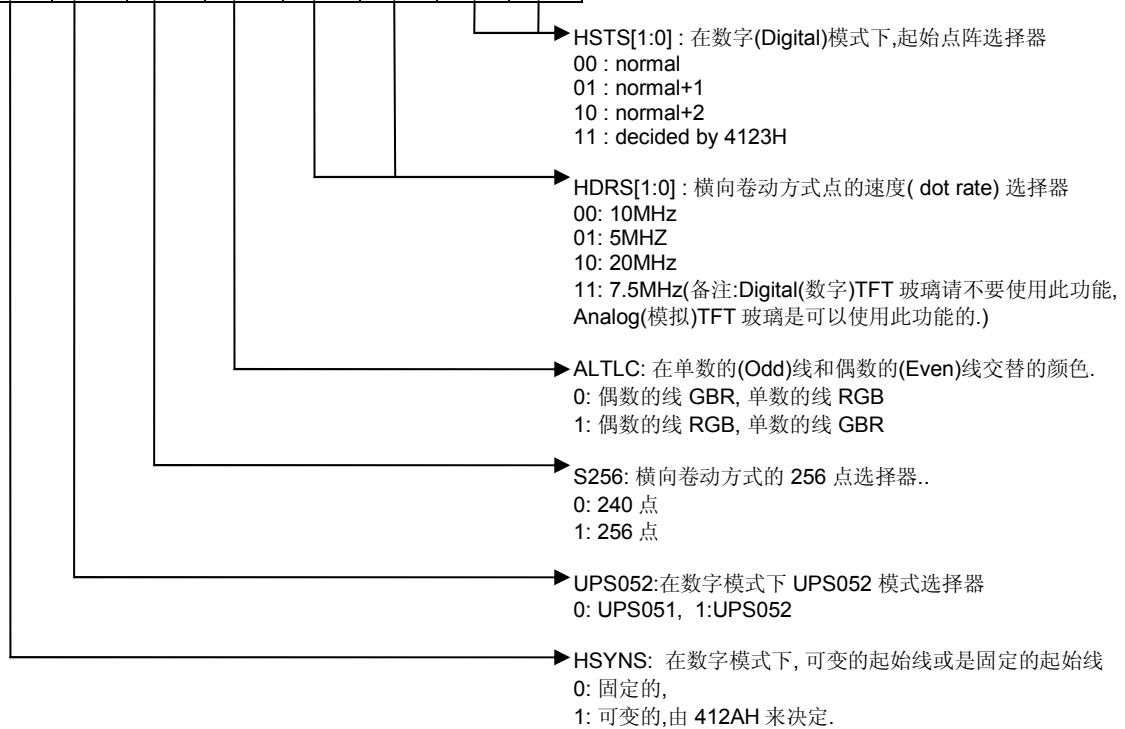 HSTS[1:0] : 在数字(Digital)模式下,起始点阵选择器
00 : normal
01 : normal+1
10 : normal+2
11 : decided by 4123H
HDRS[1:0] : 横向卷动方式点的速度( dot rate) 选择器
00: 10MHz
01: 5MHZ
10: 20MHz
11: 7.5MHz(备注:Digital(数字)TFT 玻璃请不要使用此功能,
Analog(模拟)TFT 玻璃是可以使用此功能的.)
ALTLC: 在单数的(Odd)线和偶数的(Even)线交替的颜色.
0: 偶数的线 GBR, 单数的线 RGB
1: 偶数的线 RGB, 单数的线 GBR
S256: 横向卷动方式的 256 点选择器..
0: 240 点
1: 256 点
UPS052:在数字模式下 UPS052 模式选择器
0: UPS051, 1:UPS052
HSYNS: 在数字模式下, 可变的起始线或是固定的起始线
0: 固定的,
1: 可变的,由 412AH 来决定.